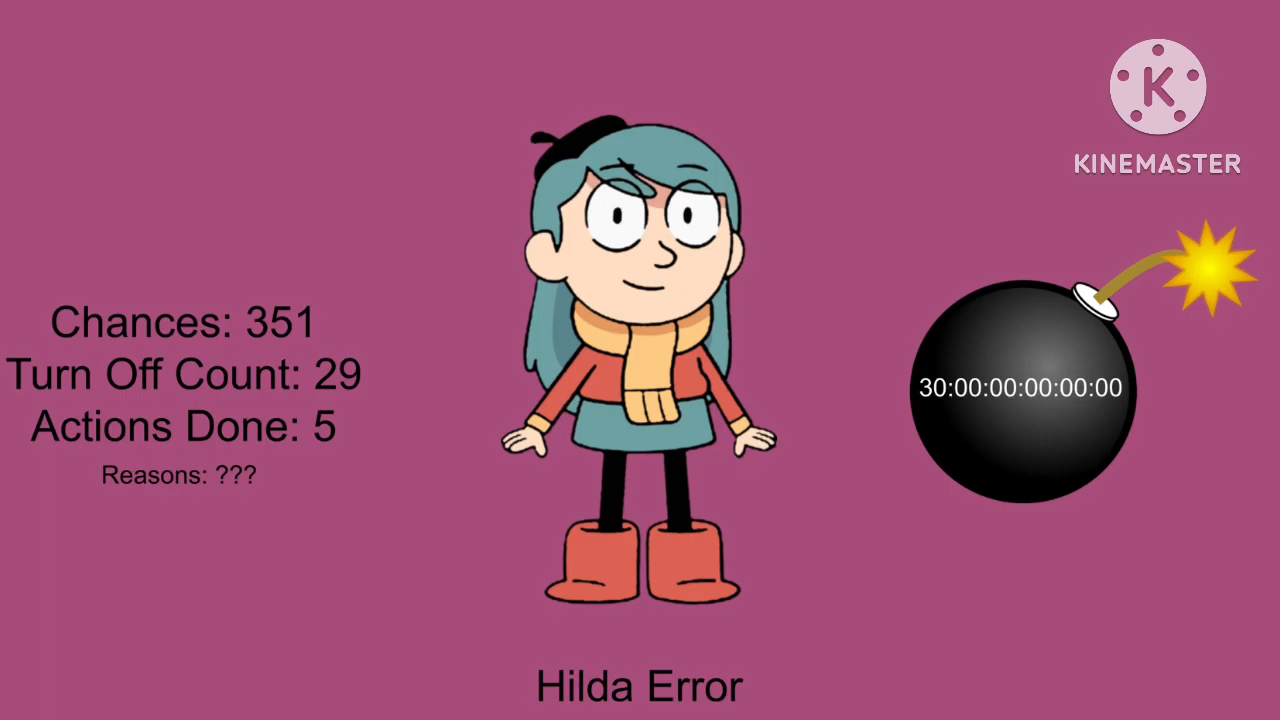 KINEMASTER
Chances: 351
Turn Off Count: 29
Actions Done: 5
Reasons: ???
30:00:00:00:00:00
Hilda Error